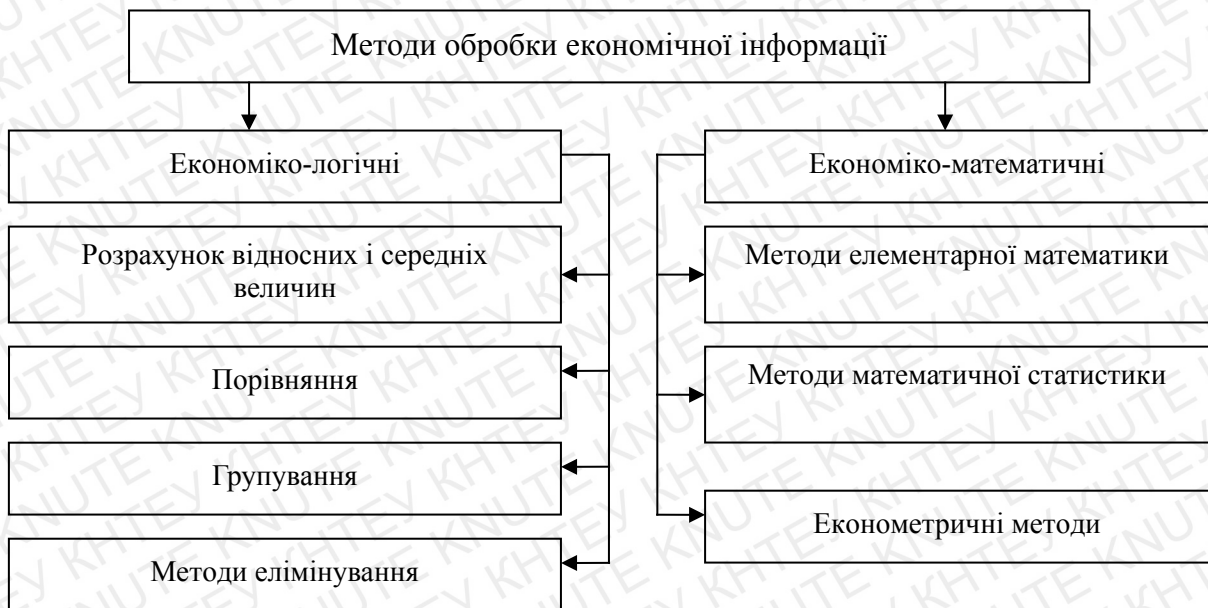 Методи обробки економічної інформації
Економіко-логічні
Розрахунок відносних і середніх
величин
Порівняння
Групування
Методи елімінування
Економіко-математичні
Методи елементарної математики
Методи математичної статистики
Економетричні методи